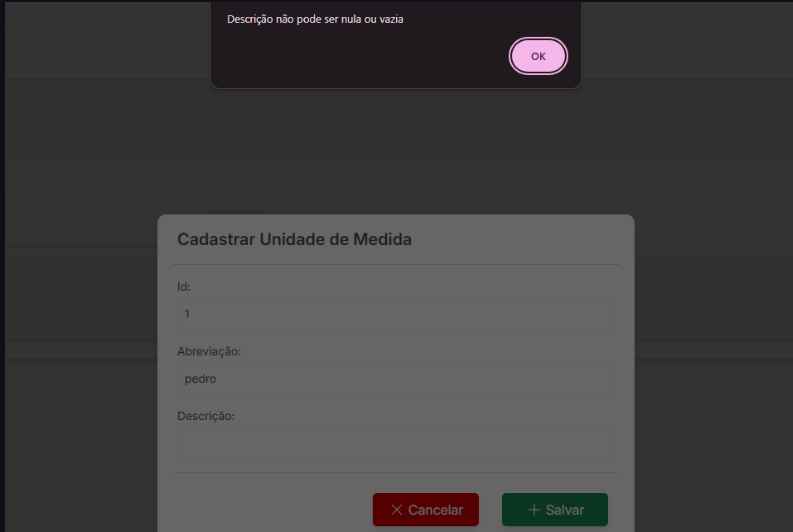 Descrição não pode ser nula ou vazia
OK
Cadastrar Unidade de Medida
Id:
1
Abreviação:
pedro
Descrição:
Cancelar
Salvar